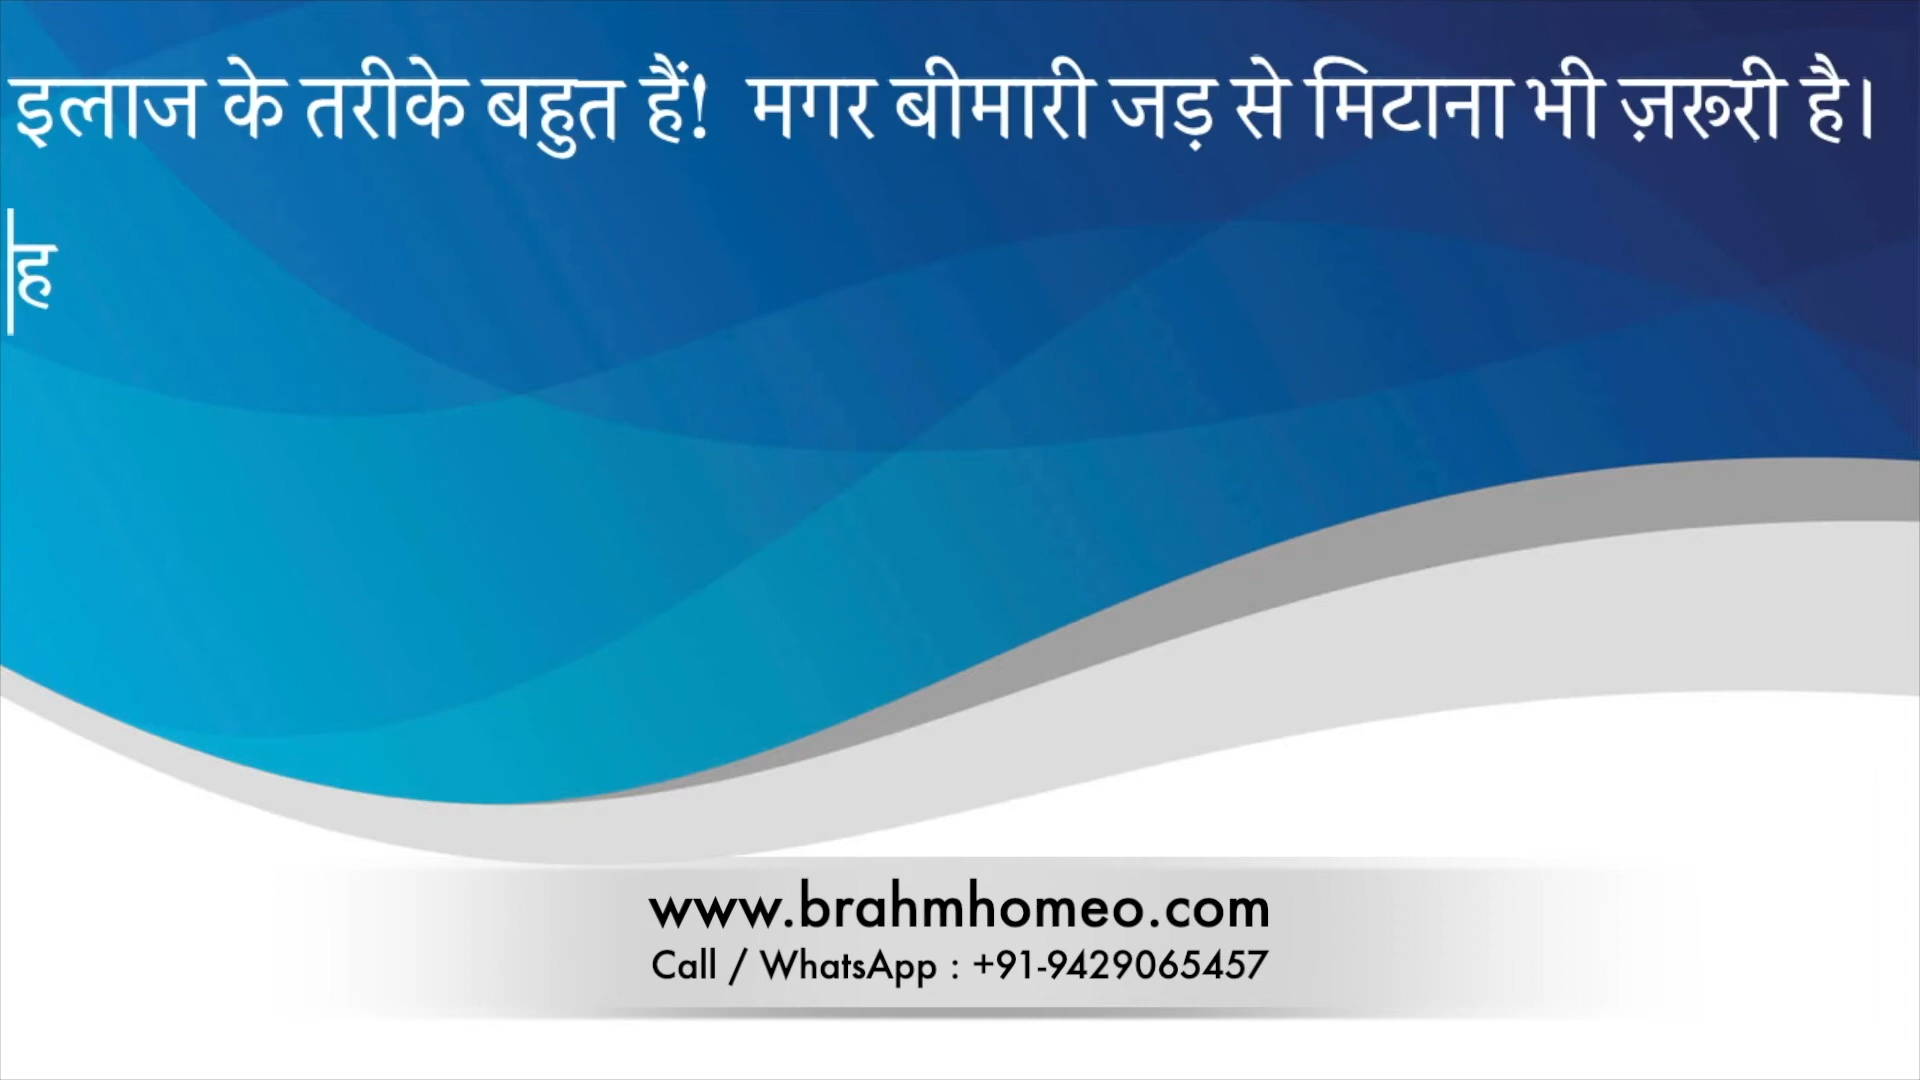 इलाज के तरीके बहुत हैं! मगर बीमारी जड़ से मिटाना भी ज़रूरी है।
ह
www.brahmhomeo.com
Call / WhatsApp : +91-9429065457